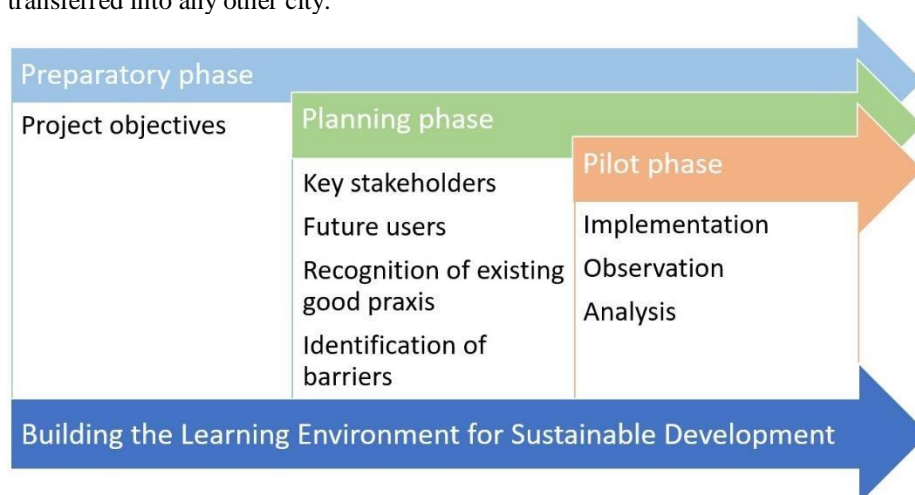 transferred into any other city.
Preparatory phase
Project objectives
Planning phase
Key stakeholders
Future users
Recognition of existing
good praxis
Identification of
barriers
Pilot phase
Implementation
Observation
Analysis
Building the Learning Environment for Sustainable Development